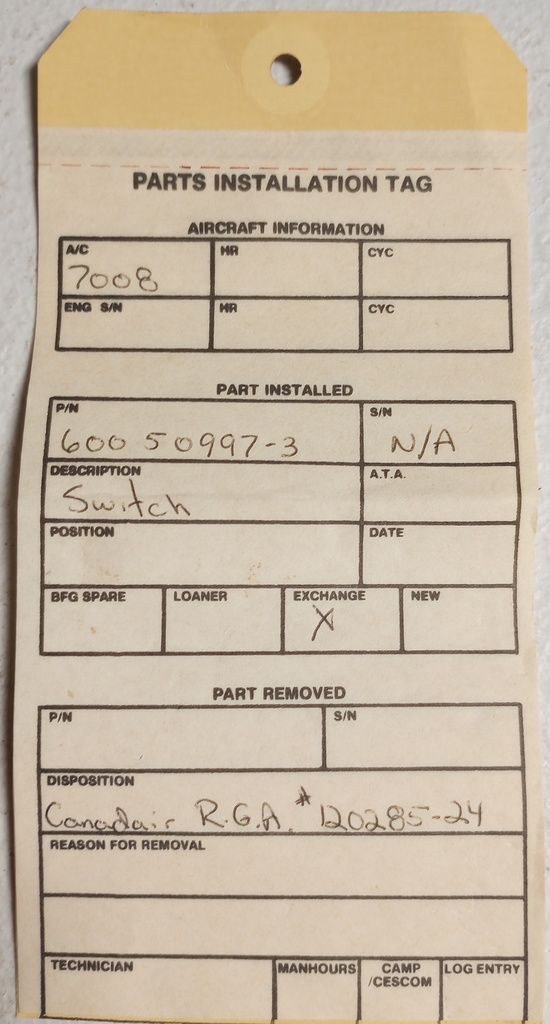 PARTS INSTALLATION TAG
AIRCRAFT INFORMATION
A/C HR CYC
7008
ENG S/N HR CYC
PART INSTALLED
P/N S/N
600 50997-3 N/A
DESCRIPTION A.T.A.
Switch
POSITION DATE
BFG SPARE LOANER EXCHANGE NEW
X
PART REMOVED
P/N S/N
DISPOSITION
Canadair R.G.A. # 120285-24
REASON FOR REMOVAL
TECHNICIAN MANHOURS CAMP LOG ENTRY
/CESCOM